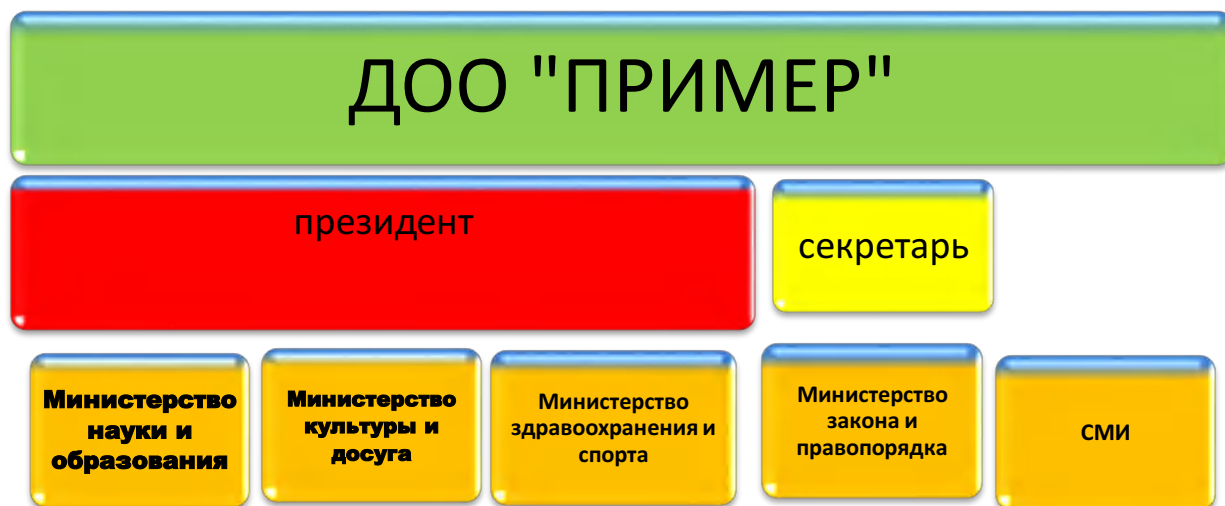 ДОО "ПРИМЕР"
президент
секретарь
Министерство
науки и
образования
Министерство
культуры и
досуга
Министерство
здравоохранения и
спорта
Министерство
закона и
правопорядка
СМИ